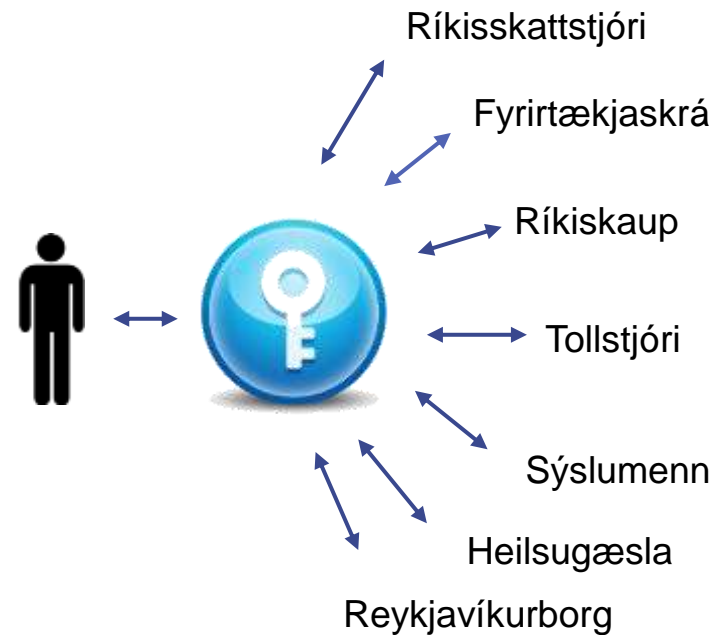 Ríkisskattstjóri
Fyrirtækjaskrá
Ríkiskaup
Tollstjóri
Sýslumenn
Heilsugæsla
Reykjavíkurborg